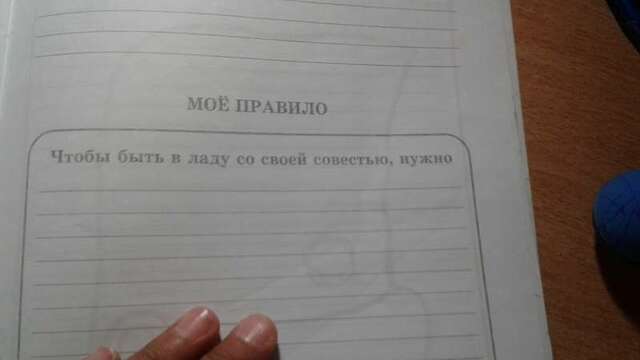 МОЁ ПРАВИЛО
Чтобы быть в ладу со своей совестью, нужно